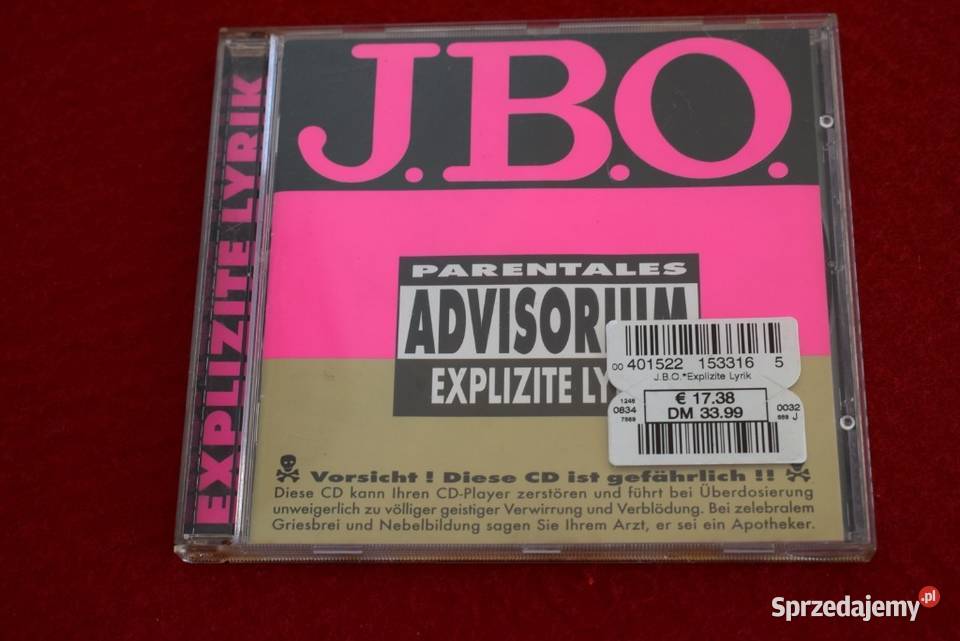 EXPLIZITE LYRIK
J.B.O.
PARENTALES
ADVISORIUM
EXPLIZITE LY
00 401522 153316 5
J.B.O.*Explizite Lyrik
€ 17.38
DM 33.99
1248
0834
7869
0032
J
Vorsicht ! Diese CD ist gefährlich !!
Diese CD kann Ihren CD-Player zerstören und führt bei Überdosierung
unweigerlich zu völliger geistiger Verwirrung und Verblödung. Bei zelebralem
Griesbrei und Nebelbildung sagen Sie Ihrem Arzt, er sei ein Apotheker.
Sprzedajemy.pl